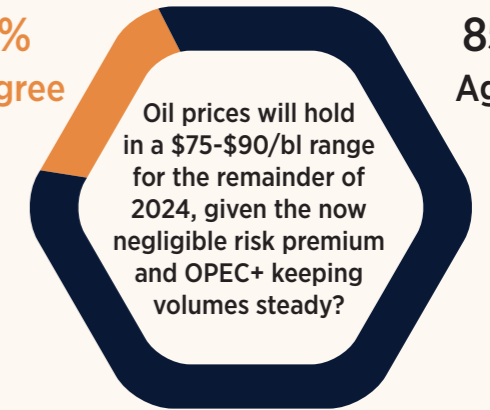 %
gree
8
Ag
Oil prices will hold
in a $75-$90/bl range
for the remainder of
2024, given the now
negligible risk premium
and OPEC+ keeping
volumes steady?